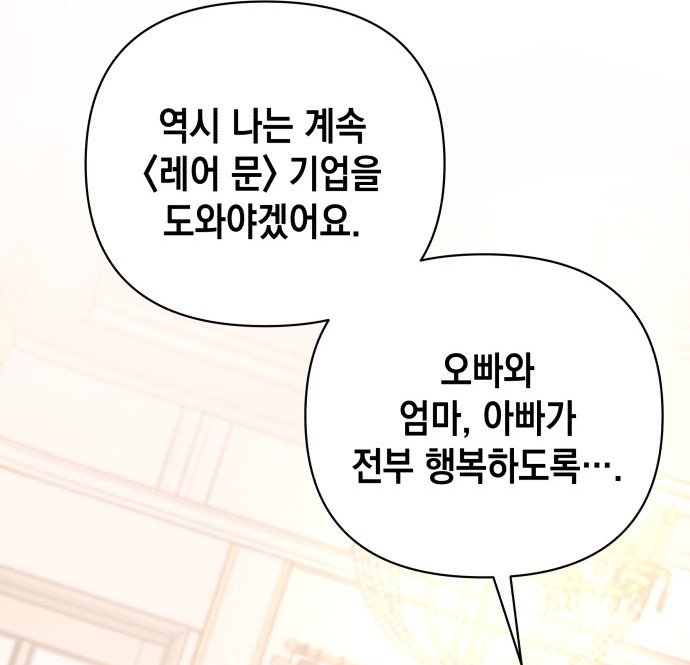 역시 나는 계속
〈레어 문〉 기업을
도와야겠어요.
오빠와
엄마, 아빠가
전부 행복하도록….